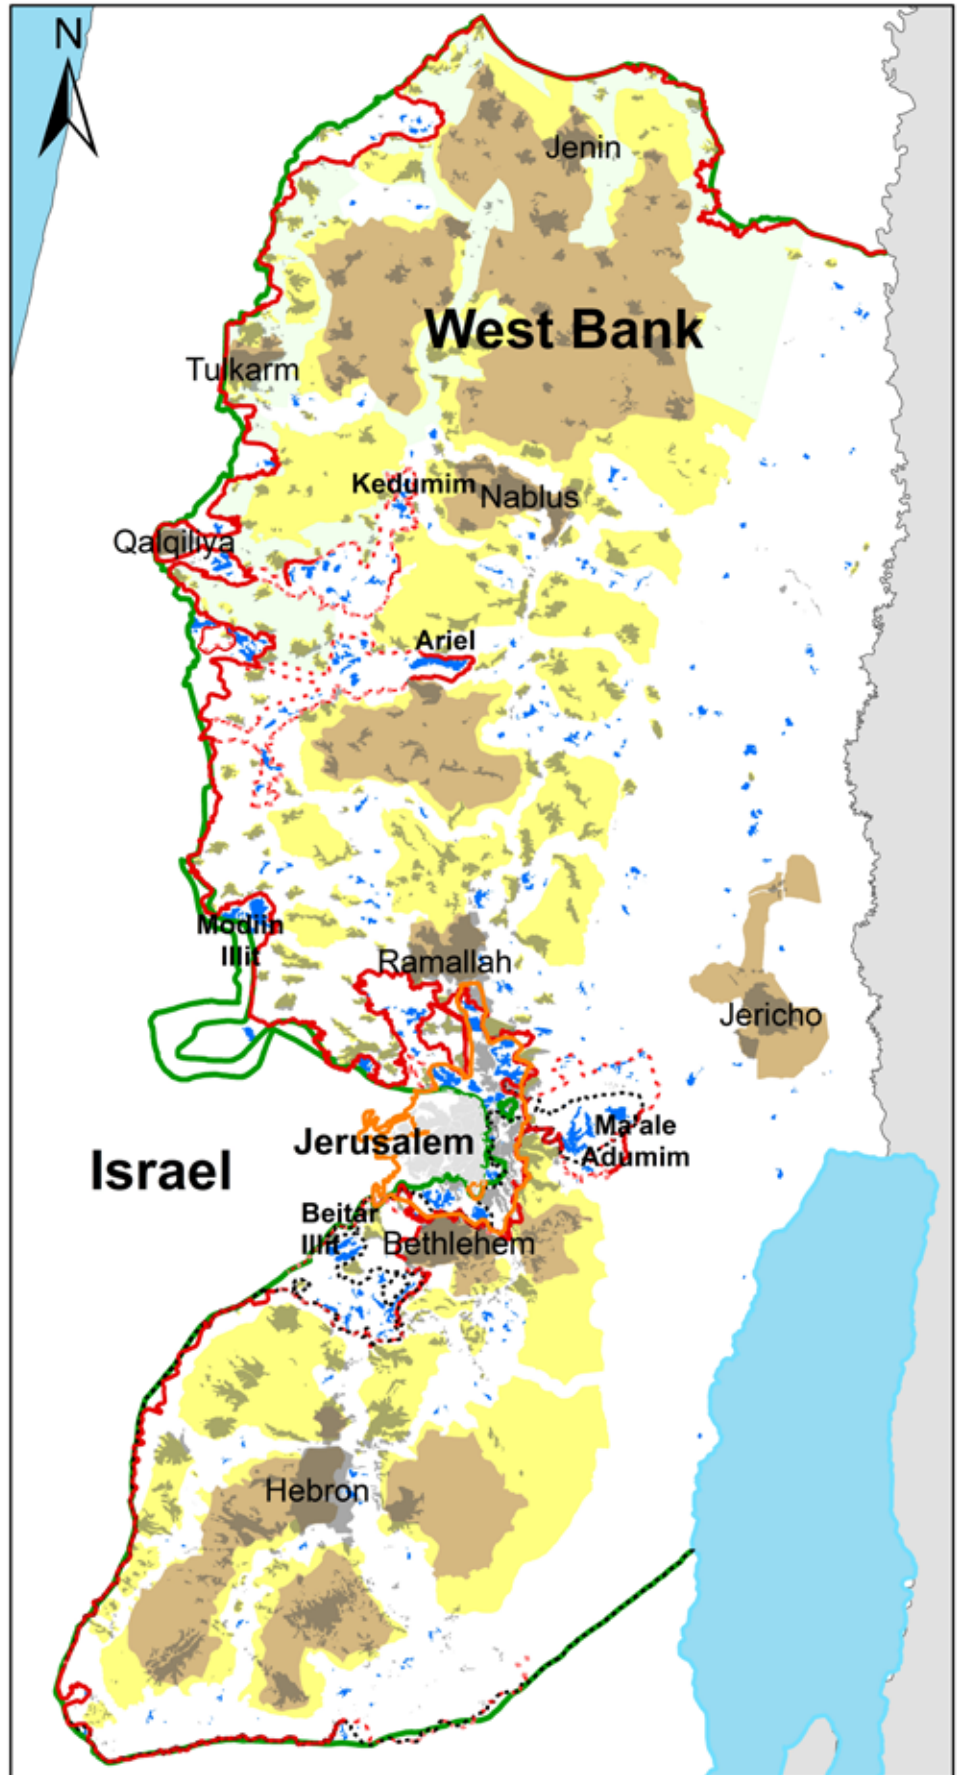 N
Jenin
West Bank
Tulkarm
Kedumim
Nablus
Qalqiliya
Ariel
Modiin
Illit
Ramallah
Jericho
Ma'ale
Adumim
Jerusalem
Israel
Beitar
Illit
Bethlehem
Hebron